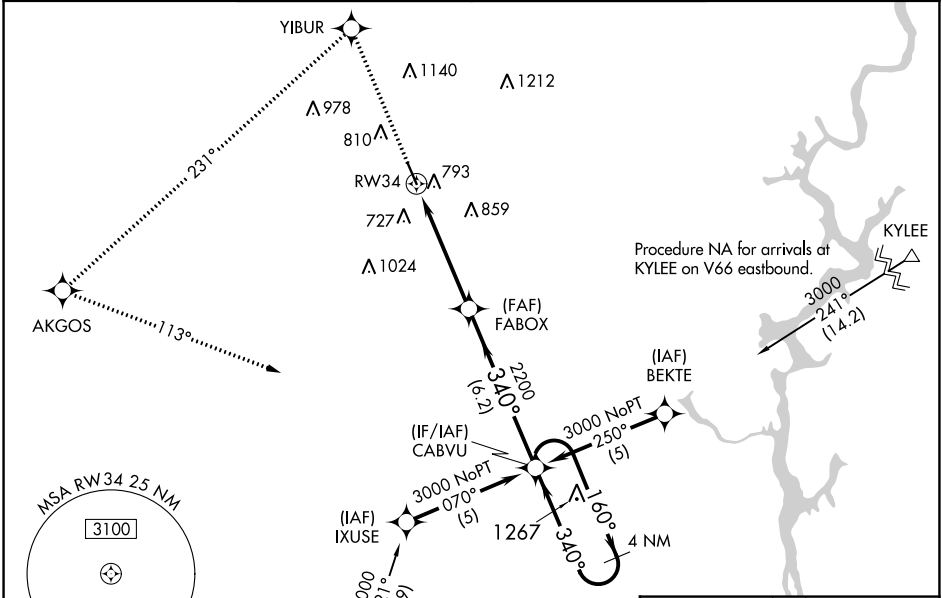 YIBUR
1140
1212
978
810
231°
RW34
793
727
859
1024
Procedure NA for arrivals at
KYLEE on V66 eastbound.
KYLEE
3000
241°
(14.2)
AKGOS
113°
(FAF)
FABOX
2200
340°
(6.2)
(IAF)
BEKTE
3000 NoPT
250°
(5)
(IF/IAF)
CABVU
3000 NoPT
070°
(5)
(IAF)
IXUSE
1267
160°
340°
4 NM
MSA RW34 25 NM
3100